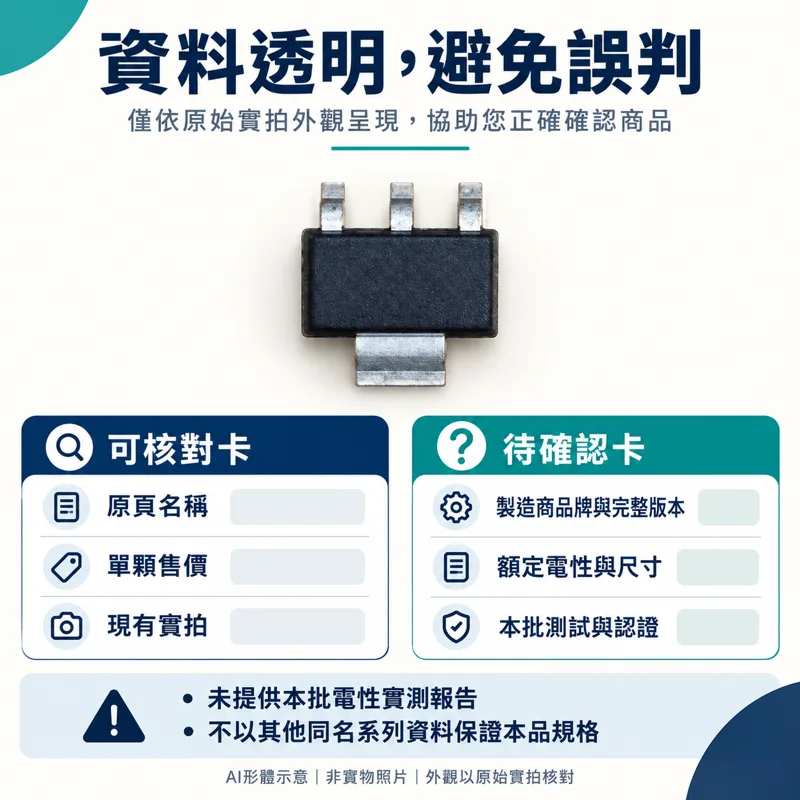 資料透明,避免誤判
僅依原始實拍外觀呈現,協助您正確確認商品
可核對卡
原頁名稱
單顆售價
現有實拍
待確認卡
製造商品牌與完整版本
額定電性與尺寸
本批測試與認證
• 未提供本批電性實測報告
• 不以其他同名系列資料保證本品規格
AI形體示意|非實物照片|外觀以原始實拍核對